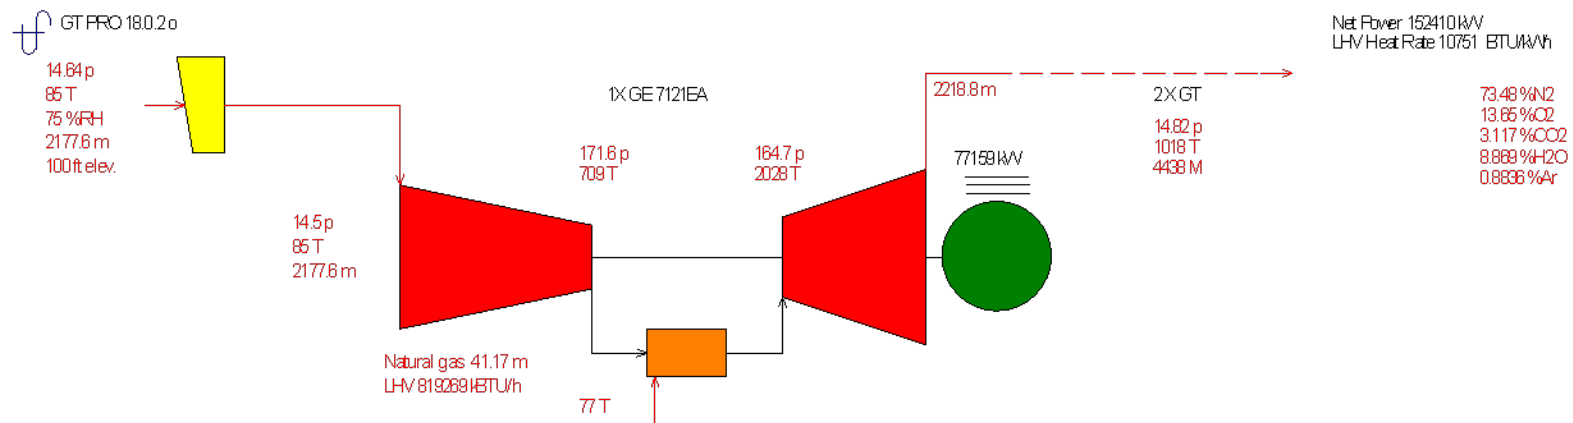 GT PRO 18.0.2 o
Net Power 152410 kW
LHV Heat Rate 10751 BTU/kWh
14.64 p
85 T
75 %RH
2177.6 m
100 ft elev.
1X GE 7121EA
2218.8 m
2 X GT
14.82 p
1018 T
4438 M
73.48 %N2
13.65 %O2
3.117 %CO2
8.869 %H2O
0.8836 %Ar
171.6 p
709 T
164.7 p
2028 T
77159 kW
14.5 p
85 T
2177.6 m
Natural gas 41.17 m
LHV 819269 kBTU/h
77 T